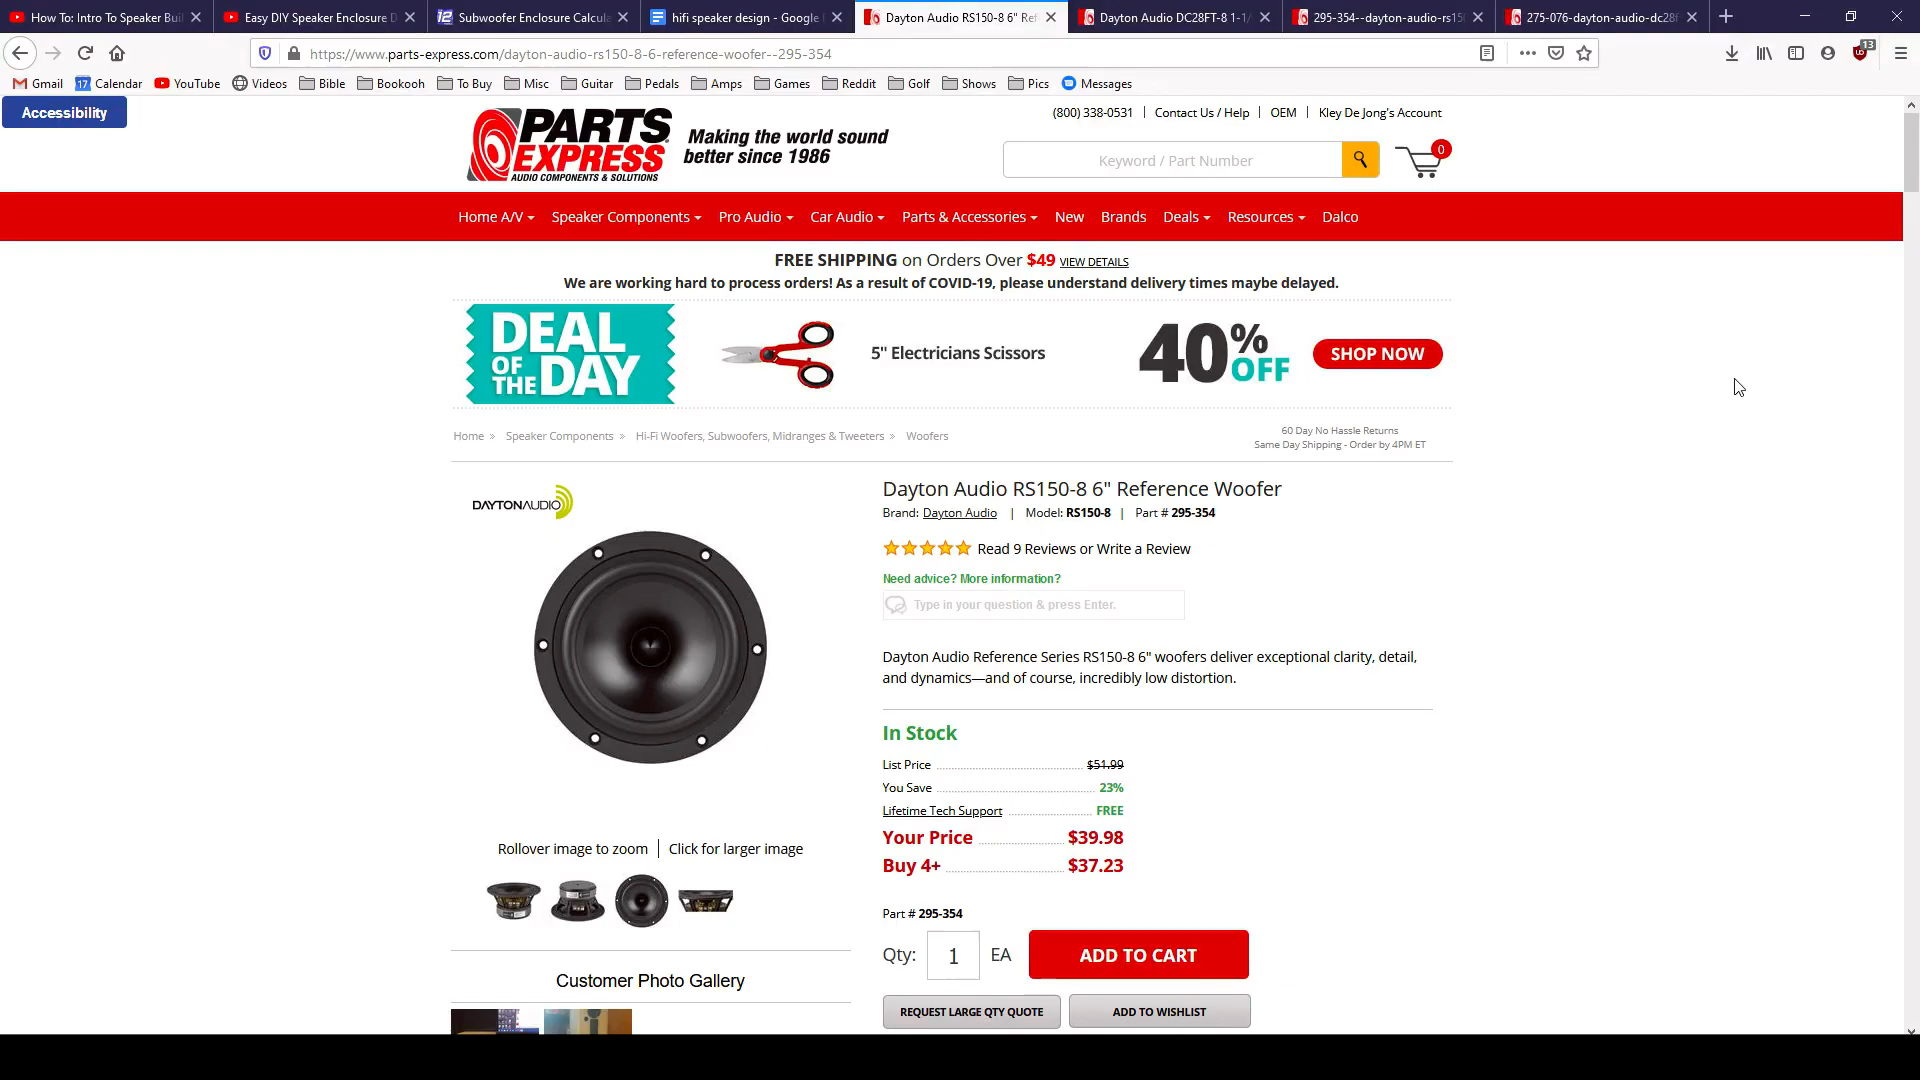 How To: Intro To Speaker Bui
Easy DIY Speaker Enclosure D
Subwoofer Enclosure Calcula
hifi speaker design - Google
Dayton Audio RS150-8 6" Ref
Dayton Audio DC28FT-8 1-1/
295-354--dayton-audio-rs150
275-076-dayton-audio-dc28f
https://www.parts-express.com/dayton-audio-rs150-8-6-reference-woofer--295-354
13
Gmail
17 Calendar
YouTube
Videos
Bible
Bookooh
To Buy
Misc
Guitar
Pedals
Amps
Games
Reddit
Golf
Shows
Pics
Messages
Accessibility
PARTS EXPRESS
AUDIO COMPONENTS & SOLUTIONS
Making the world sound
better since 1986
(800) 338-0531 | Contact Us / Help | OEM | Kley De Jong's Account
Keyword / Part Number
0
Home A/V Speaker Components Pro Audio Car Audio Parts & Accessories New Brands Deals Resources Dalco
FREE SHIPPING on Orders Over $49 VIEW DETAILS
We are working hard to process orders! As a result of COVID-19, please understand delivery times maybe delayed.
DEAL OF THE DAY
5" Electricians Scissors
40% OFF
SHOP NOW
Home » Speaker Components » Hi-Fi Woofers, Subwoofers, Midranges & Tweeters » Woofers
60 Day No Hassle Returns
Same Day Shipping - Order by 4PM ET
DAYTON AUDIO
Dayton Audio RS150-8 6" Reference Woofer
Brand: Dayton Audio | Model: RS150-8 | Part # 295-354
Read 9 Reviews or Write a Review
Need advice? More information?
Type in your question & press Enter.
Dayton Audio Reference Series RS150-8 6" woofers deliver exceptional clarity, detail,
and dynamics—and of course, incredibly low distortion.
In Stock
List Price $51.99
You Save 23%
Lifetime Tech Support FREE
Your Price $39.98
Buy 4+ $37.23
Rollover image to zoom | Click for larger image
Part # 295-354
Qty: 1 EA ADD TO CART
Customer Photo Gallery
REQUEST LARGE QTY QUOTE
ADD TO WISHLIST